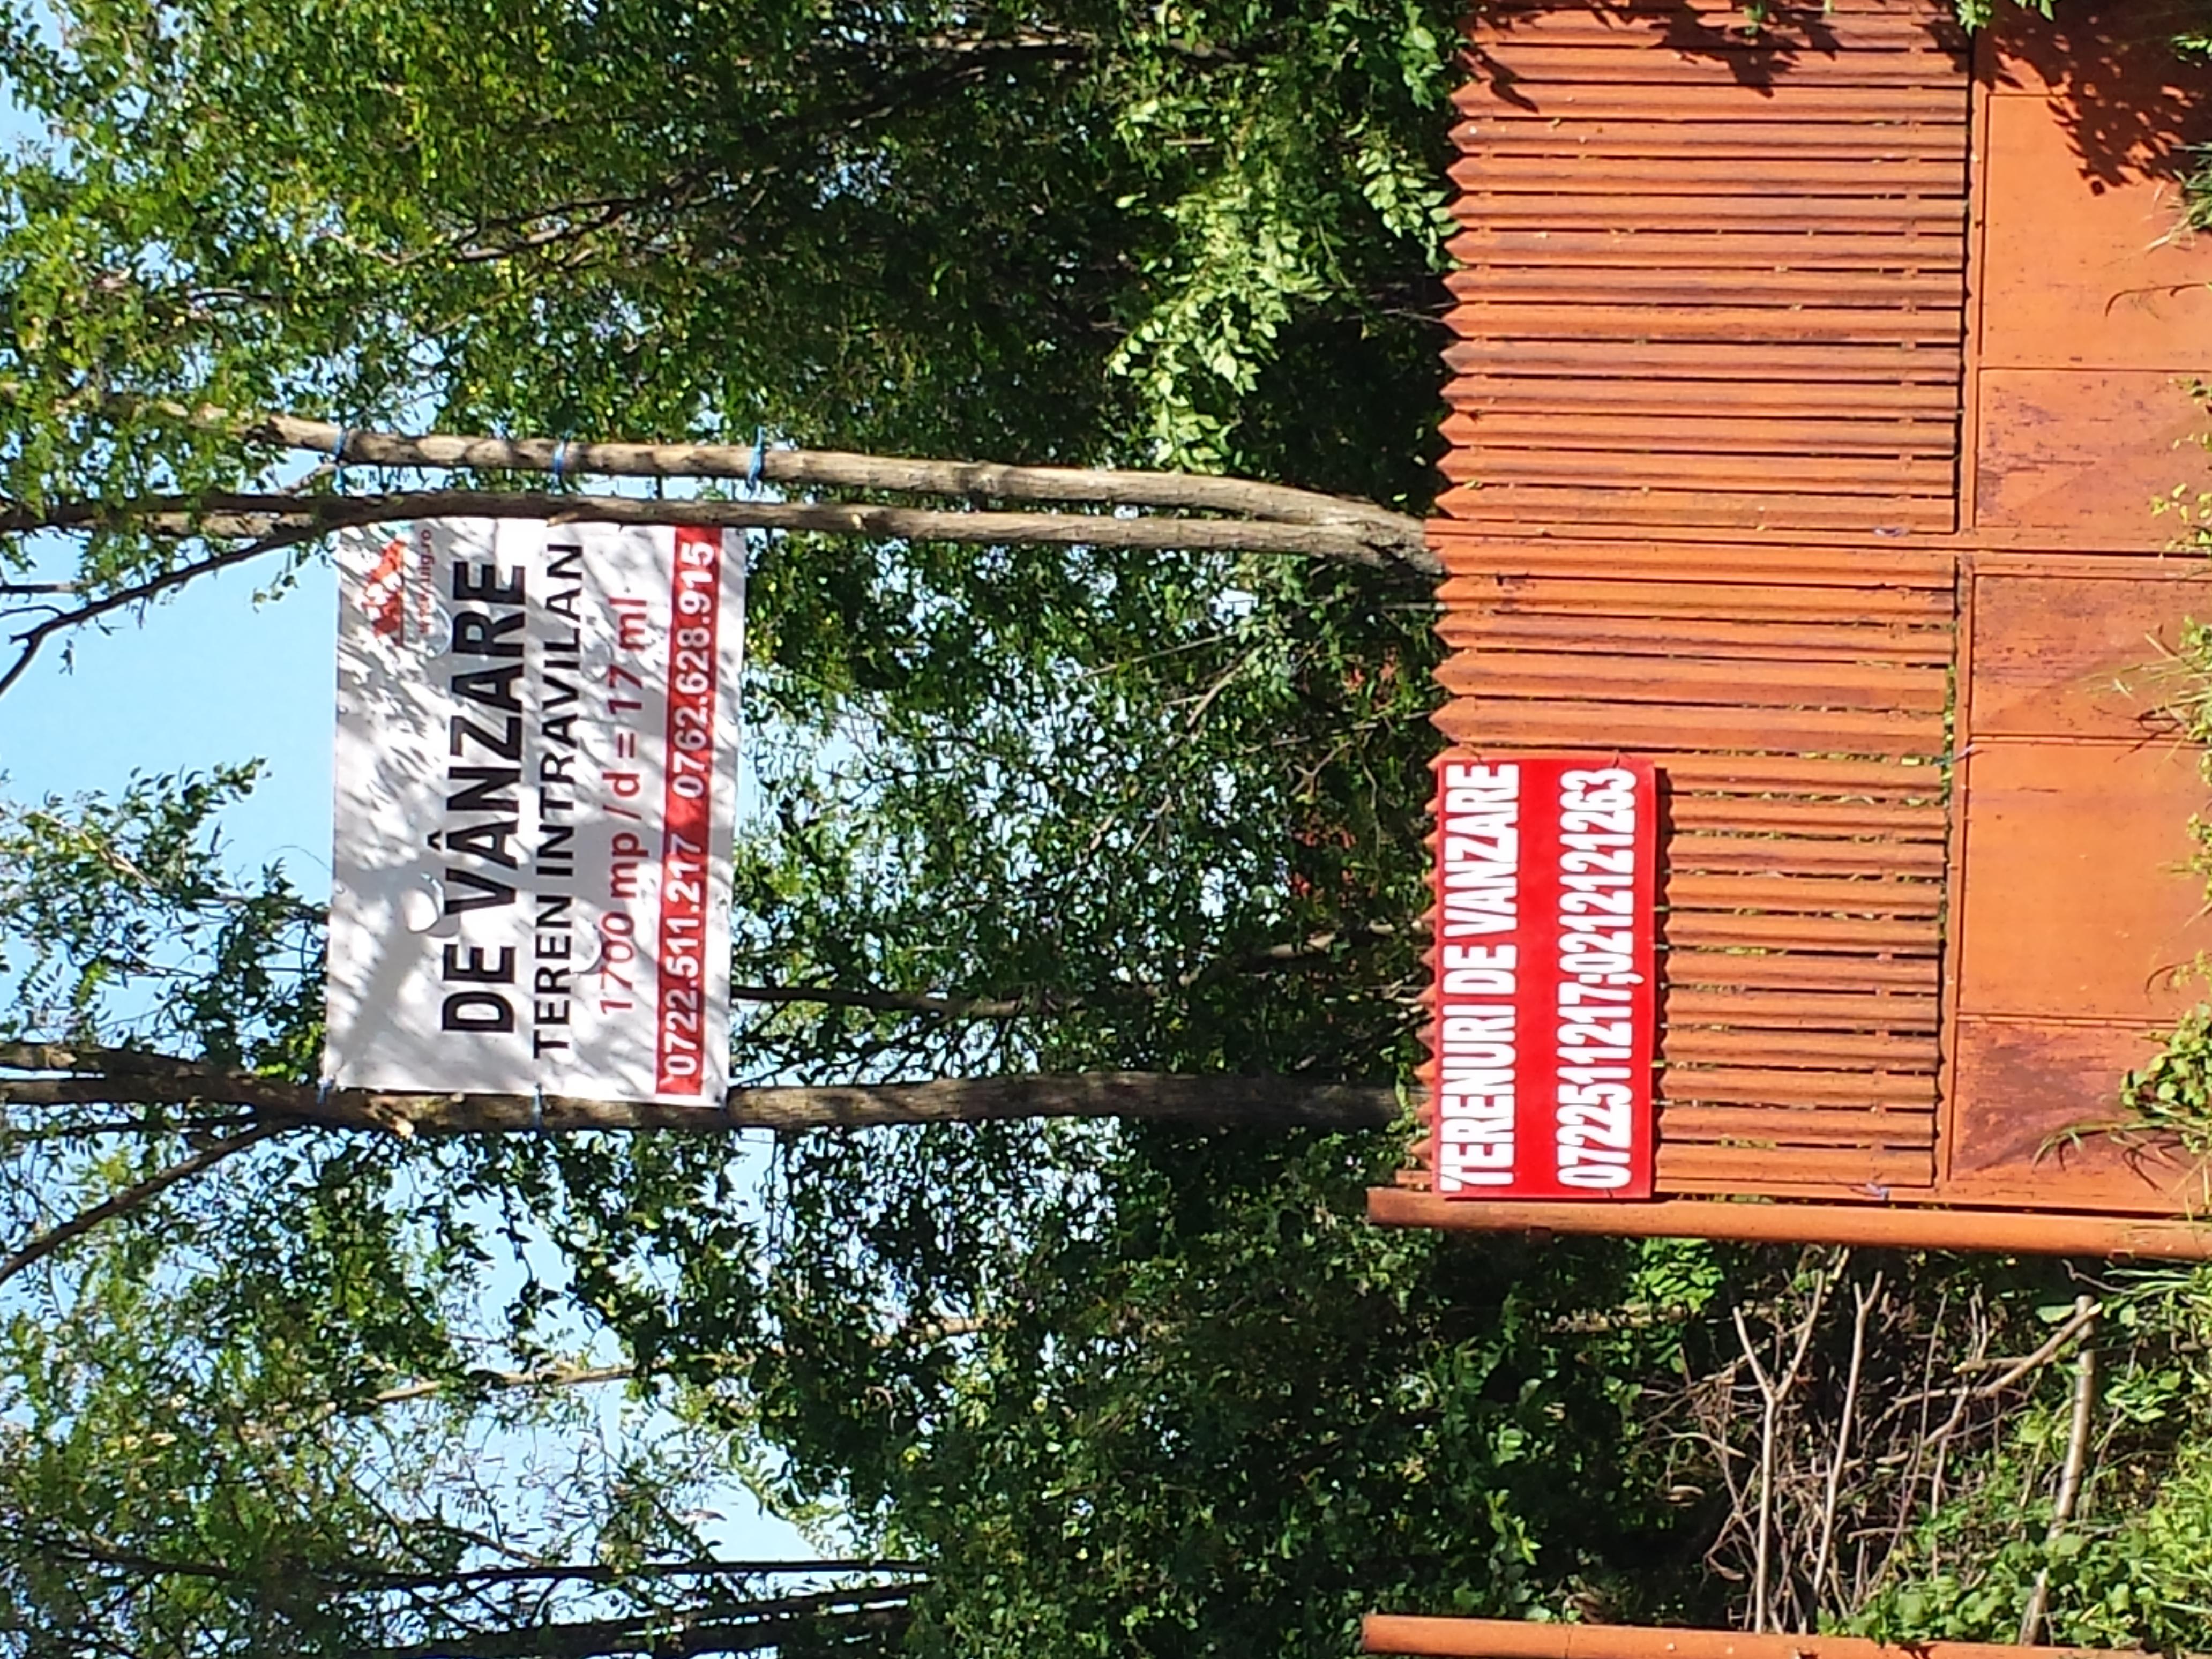 DE VÂNZARE
TEREN INTRAVILAN
1700 mp / d = 17 ml
0722.511.217 0762.628.915
TERENURI DE VANZARE
0722511217;0212121263